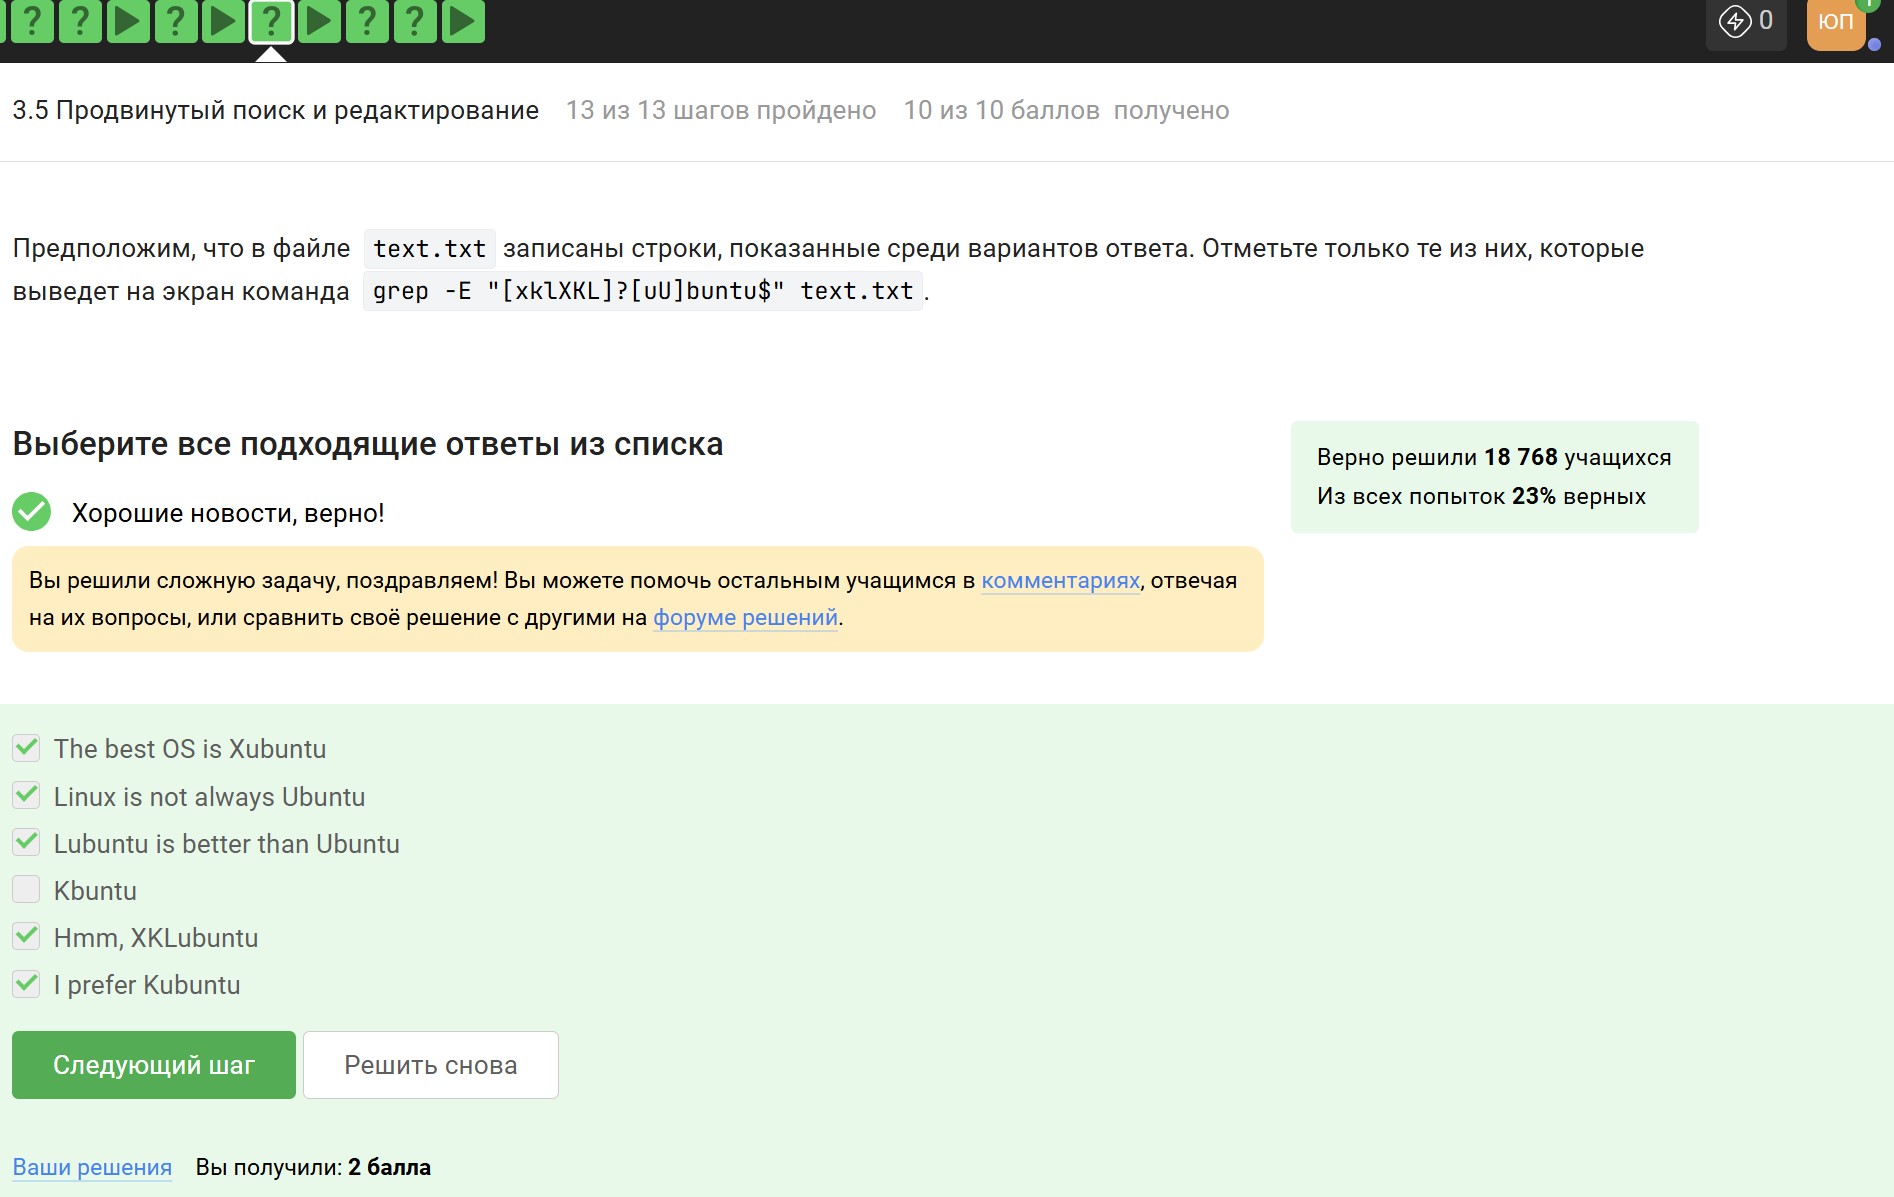 ? ? ? ? ? ?
0
ЮП
3.5 Продвинутый поиск и редактирование 13 из 13 шагов пройдено 10 из 10 баллов получено
Предположим, что в файле text.txt записаны строки, показанные среди вариантов ответа. Отметьте только те из них, которые
выведет на экран команда grep -E "[xklXKL]?[uU]buntu$" text.txt .
Выберите все подходящие ответы из списка
Верно решили 18 768 учащихся
Из всех попыток 23% верных
Хорошие новости, верно!
Вы решили сложную задачу, поздравляем! Вы можете помочь остальным учащимся в комментариях, отвечая
на их вопросы, или сравнить своё решение с другими на форуме решений.
The best OS is Xubuntu
Linux is not always Ubuntu
Lubuntu is better than Ubuntu
Kbuntu
Hmm, XKLubuntu
I prefer Kubuntu
Следующий шаг Решить снова
Ваши решения Вы получили: 2 балла